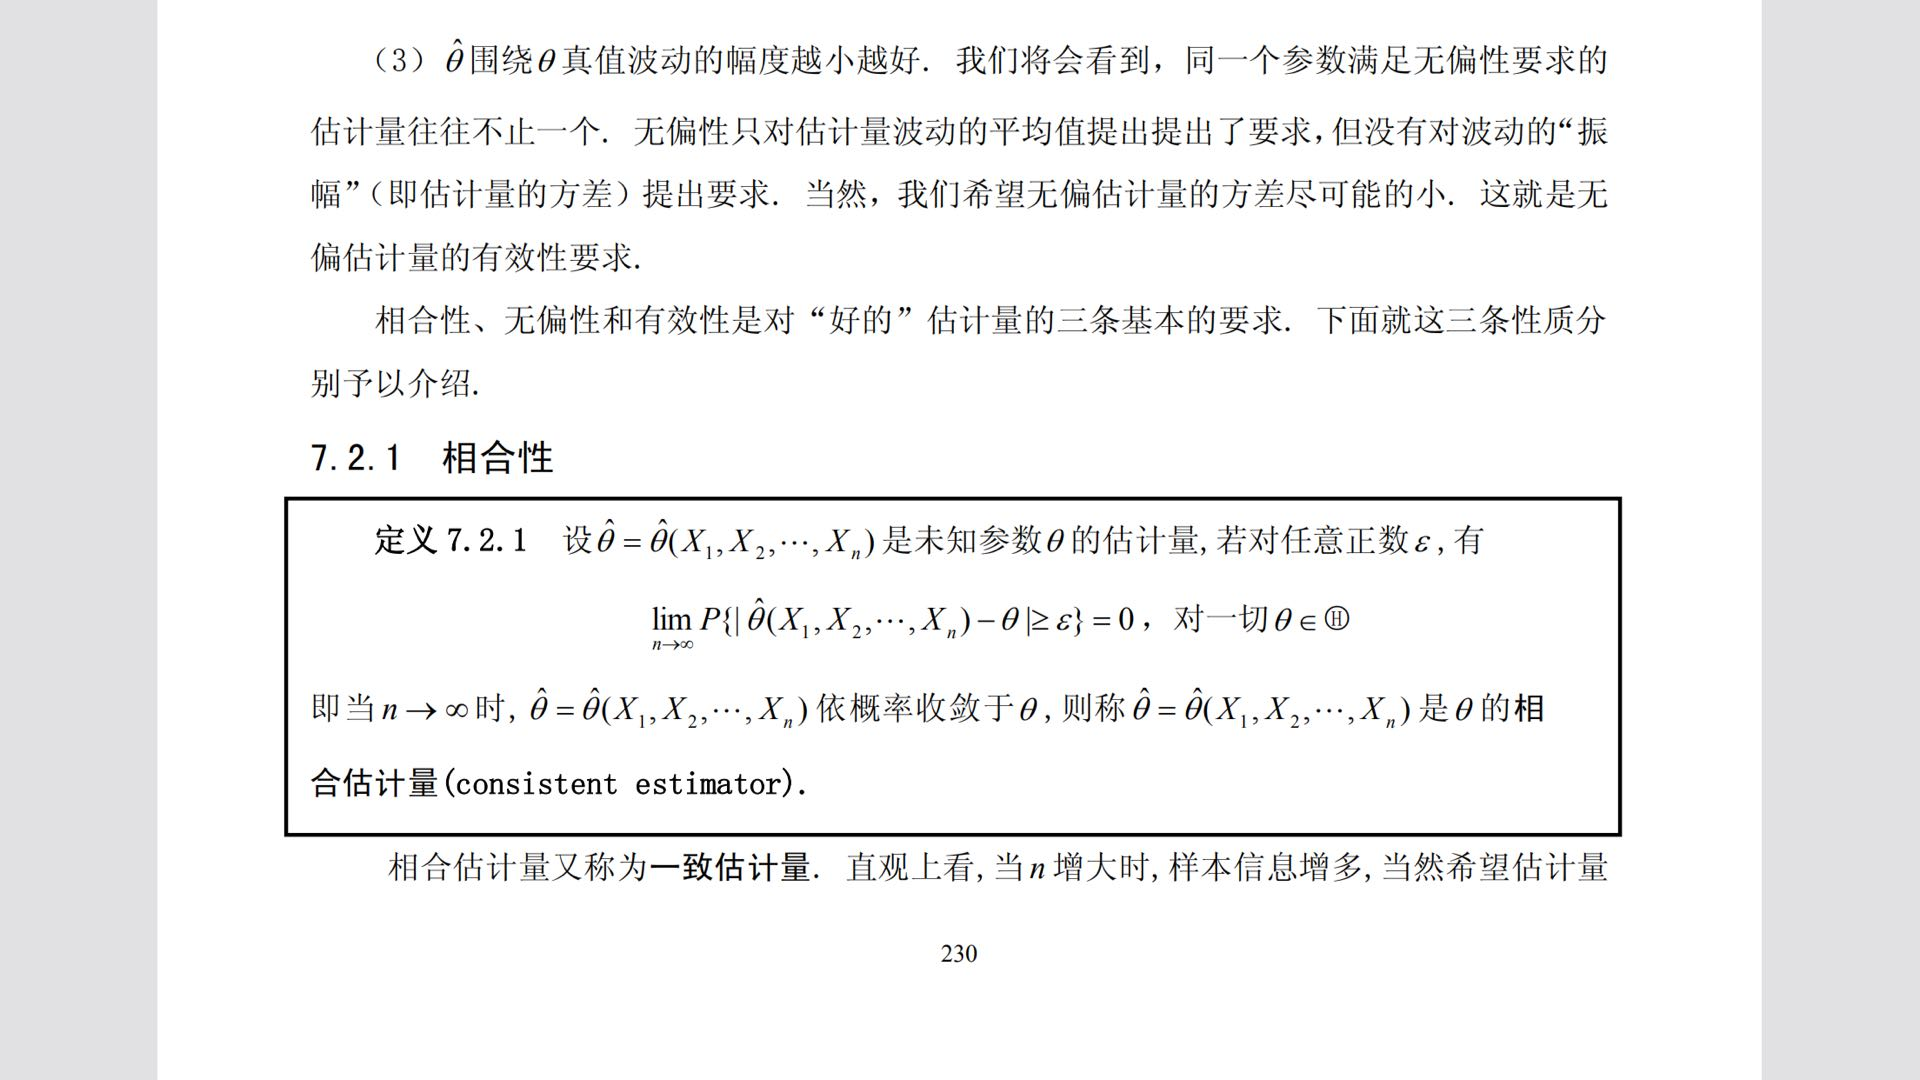 （3）θ̂围绕θ真值波动的幅度越小越好. 我们将会看到，同一个参数满足无偏性要求的
估计量往往不止一个. 无偏性只对估计量波动的平均值提出提出了要求，但没有对波动的“振
幅”（即估计量的方差）提出要求. 当然，我们希望无偏估计量的方差尽可能的小. 这就是无
偏估计量的有效性要求.
相合性、无偏性和有效性是对“好的”估计量的三条基本的要求. 下面就这三条性质分
别予以介绍.
7.2.1 相合性
定义 7.2.1 设θ̂ = θ̂(X₁, X₂, ⋯, Xₙ)是未知参数θ的估计量, 若对任意正数ε, 有
lim_{n→∞} P{| θ̂(X₁, X₂, ⋯, Xₙ) − θ |≥ ε} = 0， 对一切θ ∈ Ⓗ
即当n → ∞时, θ̂ = θ̂(X₁, X₂, ⋯, Xₙ)依概率收敛于θ, 则称θ̂ = θ̂(X₁, X₂, ⋯, Xₙ)是θ的相
合估计量(consistent estimator).
相合估计量又称为一致估计量. 直观上看, 当n增大时, 样本信息增多, 当然希望估计量
230